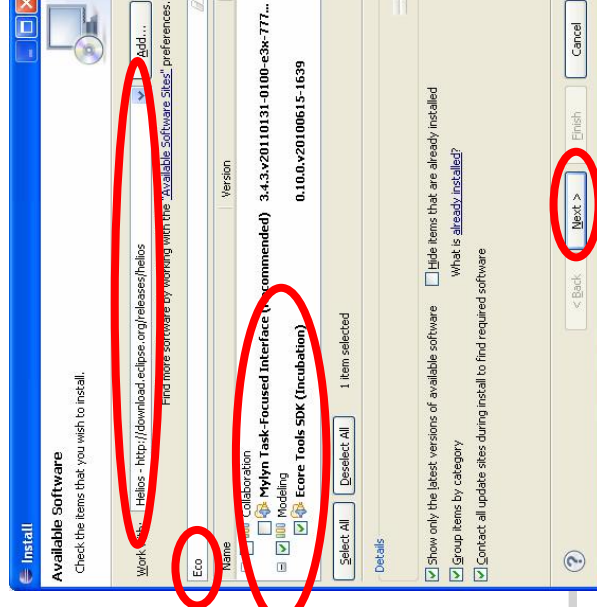 Install
Available Software
Check the items that you wish to install.
Work with: Helios - http://download.eclipse.org/releases/helios Add...
Find more software by working with the "Available Software Sites" preferences.
Eco
Name Version
Collaboration
Mylyn Task-Focused Interface (Recommended) 3.4.3.v20110131-0100-e3x-777...
Modeling
Ecore Tools SDK (Incubation) 0.10.0.v20100615-1639
Select All Deselect All 1 item selected
Details
Show only the latest versions of available software Hide items that are already installed
Group items by category What is already installed?
Contact all update sites during install to find required software
< Back Next > Finish Cancel